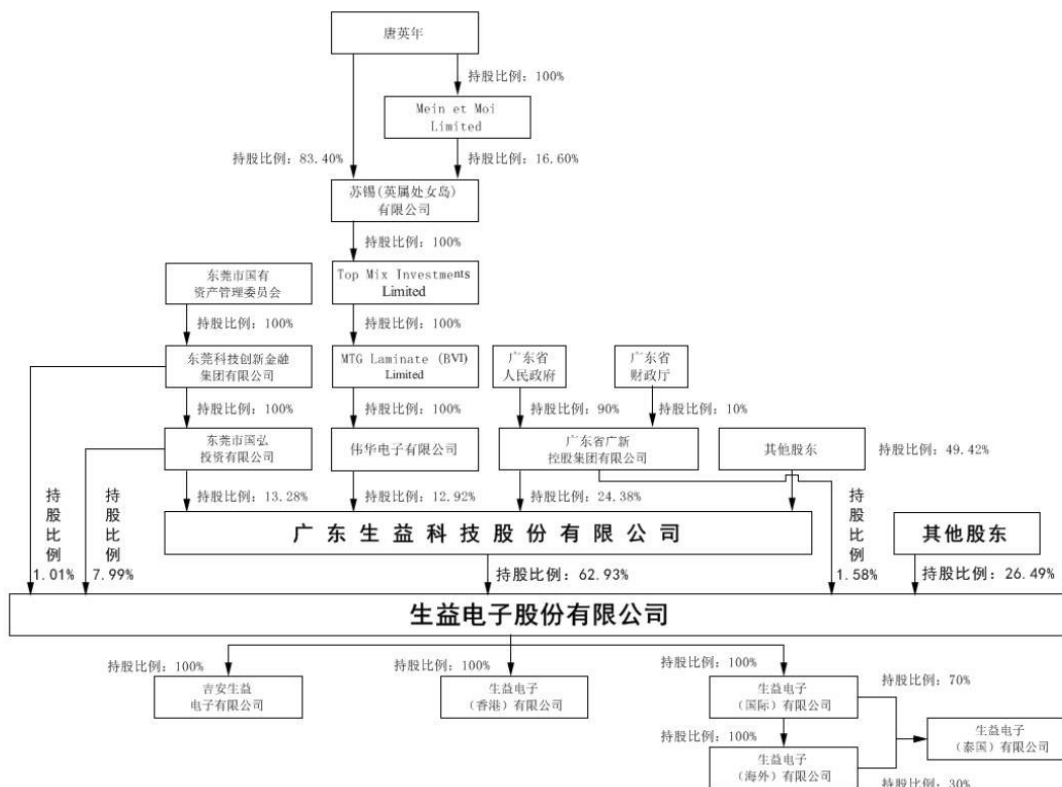 唐英年
持股比例：100%
Mein et Moi
Limited
持股比例：83.40%
持股比例：16.60%
苏锡(英属处女岛)
有限公司
持股比例：100%
东莞市国有
资产管理委员会
Top Mix Investments
Limited
持股比例：100%
持股比例：100%
东莞科技创新金融
集团有限公司
MTG Laminate (BVI)
Limited
广东省
人民政府
广东省
财政厅
持股比例：100%
持股比例：100%
持股比例：90%
持股比例：10%
东莞市国弘
投资有限公司
伟华电子有限公司
广东省广新
控股集团有限公司
其他股东
持股比例：49.42%
持股比例：13.28%
持股比例：12.92%
持股比例：24.38%
持股比例
1.01%
持股比例
7.99%
广东生益科技股份有限公司
持股比例
1.58%
其他股东
持股比例：62.93%
持股比例：26.49%
生益电子股份有限公司
持股比例：100%
持股比例：100%
持股比例：100%
吉安生益
电子有限公司
生益电子
（香港）有限公司
生益电子
（国际）有限公司
持股比例：70%
持股比例：100%
生益电子
（泰国）有限公司
生益电子
（海外）有限公司
持股比例：30%